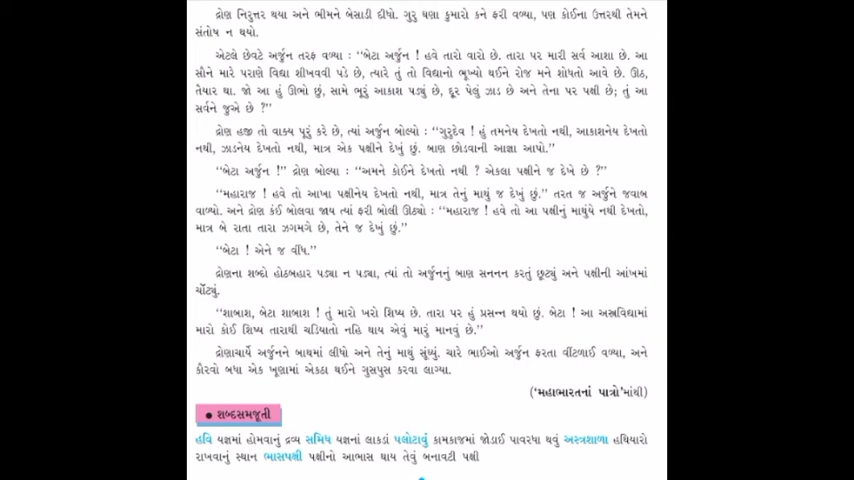 દ્રોણ નિરુત્તર થયા અને ભીમને બેસાડી દીધો. ગુરુ ઘણા કુમારો કને ફરી વળ્યા, પણ કોઈના ઉત્તરથી તેમને
સંતોષ ન થયો.
એટલે છેવટે અર્જુન તરફ વળ્યા : ‘‘બેટા અર્જુન ! હવે તારો વારો છે. તારા પર મારી સર્વ આશા છે. આ
સૌને મારે પરાણે વિદ્યા શીખવવી પડે છે, ત્યારે તું તો વિદ્યાનો ભૂખ્યો થઈને રોજ મને શોધતો આવે છે. ઊઠ,
તૈયાર થા. જો આ હું ઊભો છું, સામે ભૂરું આકાશ પડ્યું છે, દૂર પેલું ઝાડ છે અને તેના પર પક્ષી છે; તું આ
સર્વને જુએ છે ?’’
દ્રોણ હજી તો વાક્ય પૂરું કરે છે, ત્યાં અર્જુન બોલ્યો : ‘‘ગુરુદેવ ! હું તમનેય દેખતો નથી, આકાશનેય દેખતો
નથી, ઝાડનેય દેખતો નથી, માત્ર એક પક્ષીને દેખું છું. બાણ છોડવાની આજ્ઞા આપો.’’
‘‘બેટા અર્જુન !’’ દ્રોણ બોલ્યા : ‘‘અમને કોઈને દેખતો નથી ? એકલા પક્ષીને જ દેખે છે ?’’
‘‘મહારાજ ! હવે તો આખા પક્ષીનેય દેખતો નથી, માત્ર તેનું માથું જ દેખું છું.’’ તરત જ અર્જુને જવાબ
વાળ્યો. અને દ્રોણ કંઈ બોલવા જાય ત્યાં ફરી બોલી ઊઠ્યો : ‘‘મહારાજ ! હવે તો આ પક્ષીનું માથુંયે નથી દેખતો,
માત્ર બે રાતા તારા ઝગમગે છે, તેને જ દેખું છું.’’
‘‘બેટા ! એને જ વીંધ.’’
દ્રોણના શબ્દો હોઠબહાર પડ્યા ન પડ્યા, ત્યાં તો અર્જુનનું બાણ સનનન કરતું છૂટ્યું અને પક્ષીની આંખમાં
ચોંટ્યું.
‘‘શાબાશ, બેટા શાબાશ ! તું મારો ખરો શિષ્ય છે. તારા પર હું પ્રસન્ન થયો છું. બેટા ! આ અસ્ત્રવિદ્યામાં
મારો કોઈ શિષ્ય તારાથી ચડિયાતો નહિ થાય એવું મારું માનવું છે.’’
દ્રોણાચાર્યે અર્જુનને બાથમાં લીધો અને તેનું માથું સૂંઘ્યું. ચારે ભાઈઓ અર્જુન ફરતા વીંટળાઈ વળ્યા, અને
કૌરવો બધા એક ખૂણામાં એકઠા થઈને ગુસપુસ કરવા લાગ્યા.
(‘મહાભારતનાં પાત્રો’માંથી)
● શબ્દસમજૂતી
હવિ યજ્ઞમાં હોમવાનું દ્રવ્ય સમિધ યજ્ઞનાં લાકડાં પલોટાવું કામકાજમાં જોડાઈ પાવરધા થવું અસ્ત્રશાળા હથિયારો
રાખવાનું સ્થાન ભાસપક્ષી પક્ષીનો આભાસ થાય તેવું બનાવટી પક્ષી